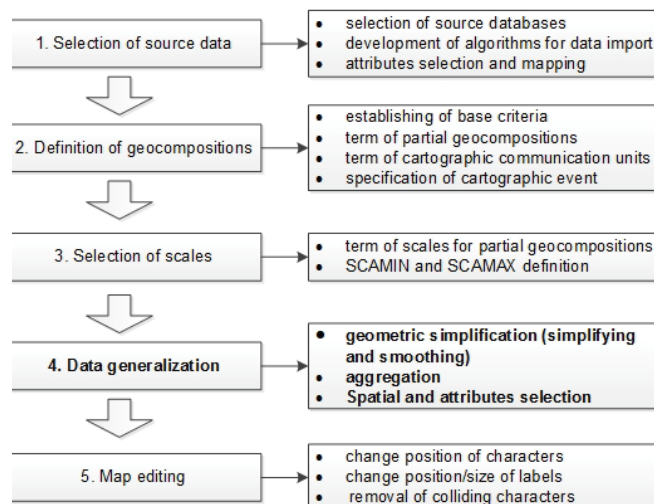 1. Selection of source data
• selection of source databases
• development of algorithms for data import
• attributes selection and mapping
2. Definition of geocompositions
• establishing of base criteria
• term of partial geocompositions
• term of cartographic communication units
• specification of cartographic event
3. Selection of scales
• term of scales for partial geocompositions
• SCAMIN and SCAMAX definition
4. Data generalization
• geometric simplification (simplifying
and smoothing)
• aggregation
• Spatial and attributes selection
5. Map editing
• change position of characters
• change position/size of labels
• removal of colliding characters